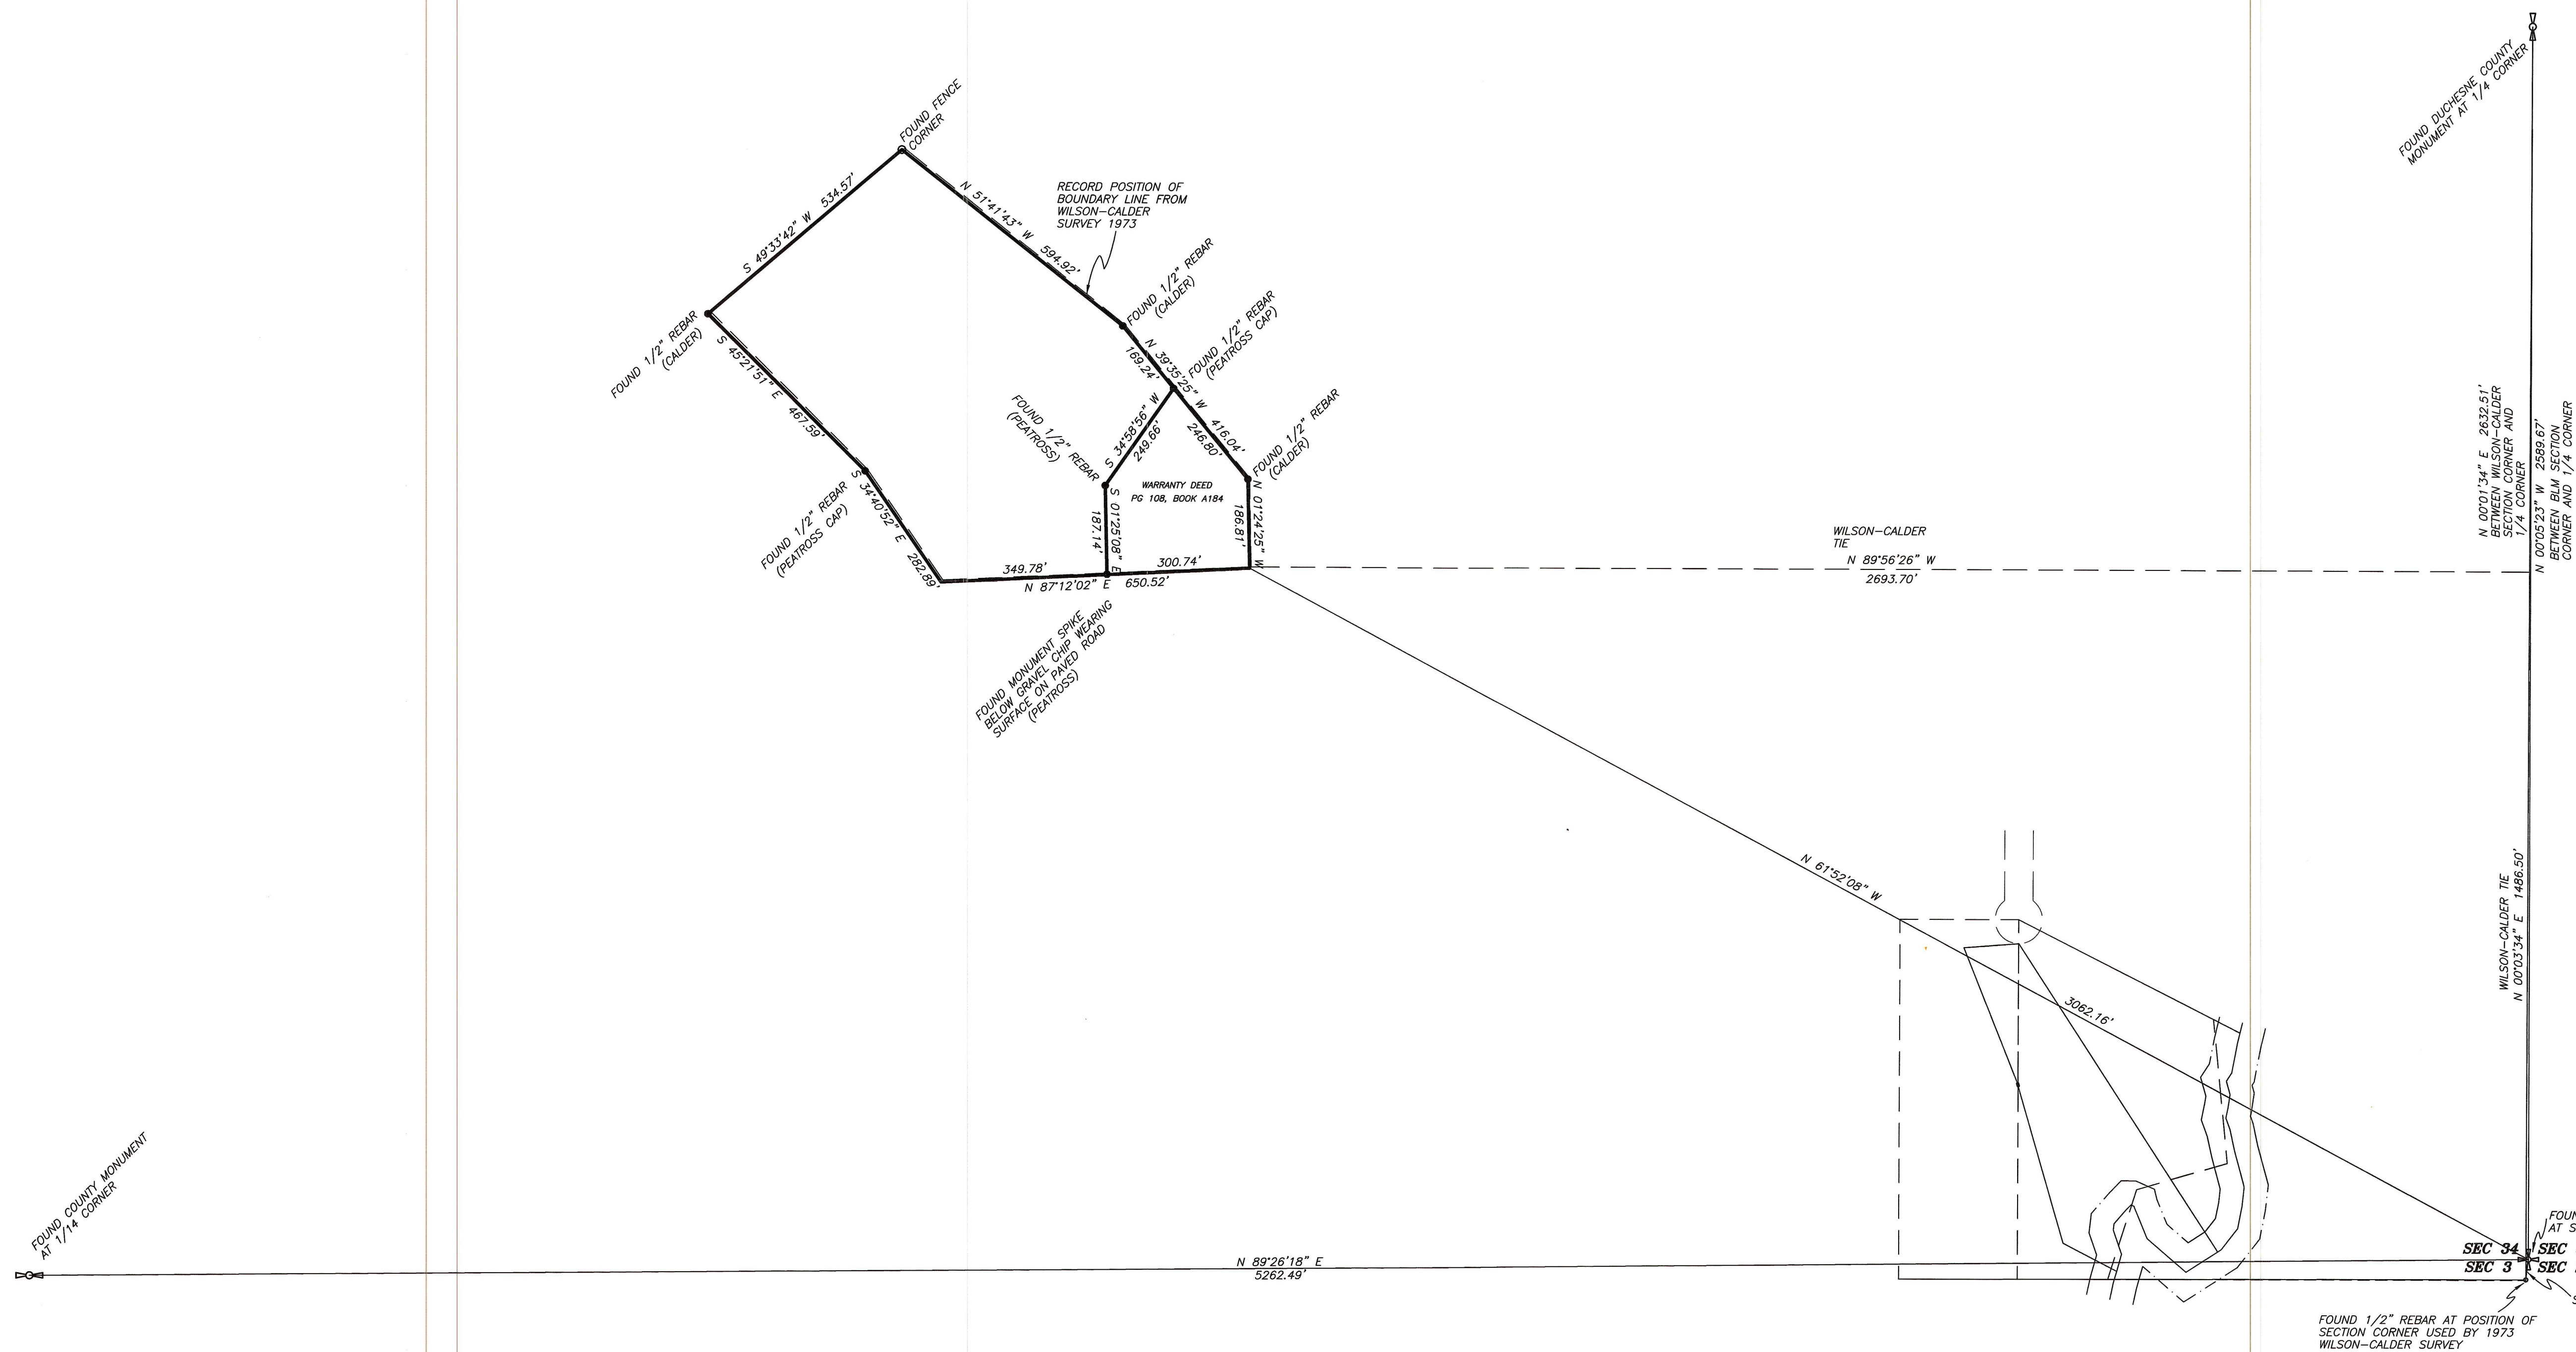 FOUND DUCHESNE COUNTY
MONUMENT AT 1/4 CORNER
FOUND FENCE
CORNER
S 49°33'42" W 534.57'
N 51°41'43" W 594.92'
RECORD POSITION OF
BOUNDARY LINE FROM
WILSON-CALDER
SURVEY 1973
FOUND 1/2" REBAR
(CALDER)
FOUND 1/2" REBAR
(PEATROSS CAP)
N 39°35'25" W 416.04'
169.24'
246.80'
FOUND 1/2" REBAR
(CALDER)
FOUND 1/2" REBAR
(CALDER)
S 45°21'51" E 467.59'
FOUND 1/2" REBAR
(PEATROSS)
S 34°58'56" W
249.66'
WARRANTY DEED
PG 108, BOOK A184
FOUND 1/2" REBAR
(PEATROSS CAP)
S 34°40'52" E 282.89'
S 01°25'08" E
187.14'
N 01°24'25" W
186.81'
349.78'
300.74'
N 87°12'02" E 650.52'
FOUND MONUMENT SPIKE
BELOW GRAVEL CHIP WEARING
SURFACE ON PAVED ROAD
(PEATROSS)
WILSON-CALDER
TIE
N 89°56'26" W
2693.70'
N 00°01'34" E 2632.51'
BETWEEN WILSON-CALDER
SECTION CORNER AND
1/4 CORNER
N 00°05'23" W 2589.67'
BETWEEN BLM SECTION
CORNER AND 1/4 CORNER
N 61°52'08" W
3062.16'
WILSON-CALDER TIE
N 00°03'34" E 1486.50'
FOUND COUNTY MONUMENT
AT 1/14 CORNER
N 89°26'18" E
5262.49'
FOUN
AT S
SEC 34
SEC
SEC 3
SEC
S
FOUND 1/2" REBAR AT POSITION OF
SECTION CORNER USED BY 1973
WILSON-CALDER SURVEY